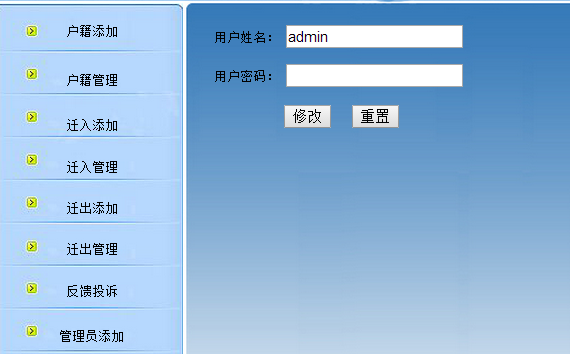 户籍添加
户籍管理
迁入添加
迁入管理
迁出添加
迁出管理
反馈投诉
管理员添加
用户姓名： admin
用户密码：
修改 重置